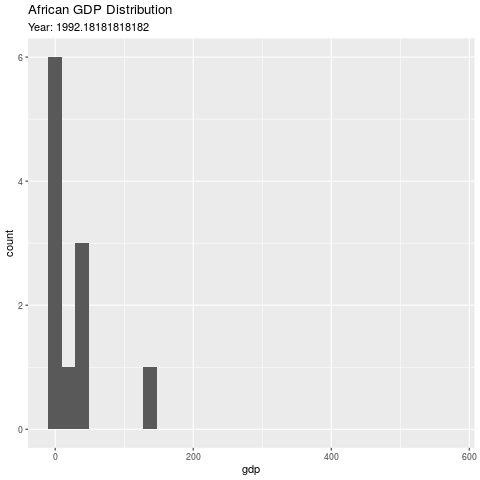 African GDP Distribution
Year: 1992.18181818182
6
4
2
0
count
0 200 400 600
gdp